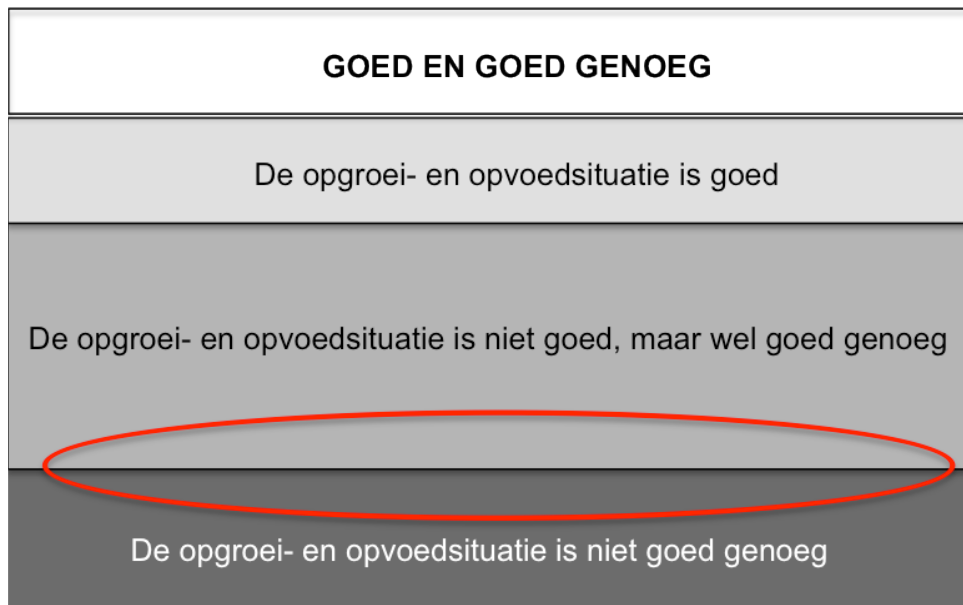 GOED EN GOED GENOEG
De opgroei- en opvoedsituatie is goed
De opgroei- en opvoedsituatie is niet goed, maar wel goed genoeg
De opgroei- en opvoedsituatie is niet goed genoeg